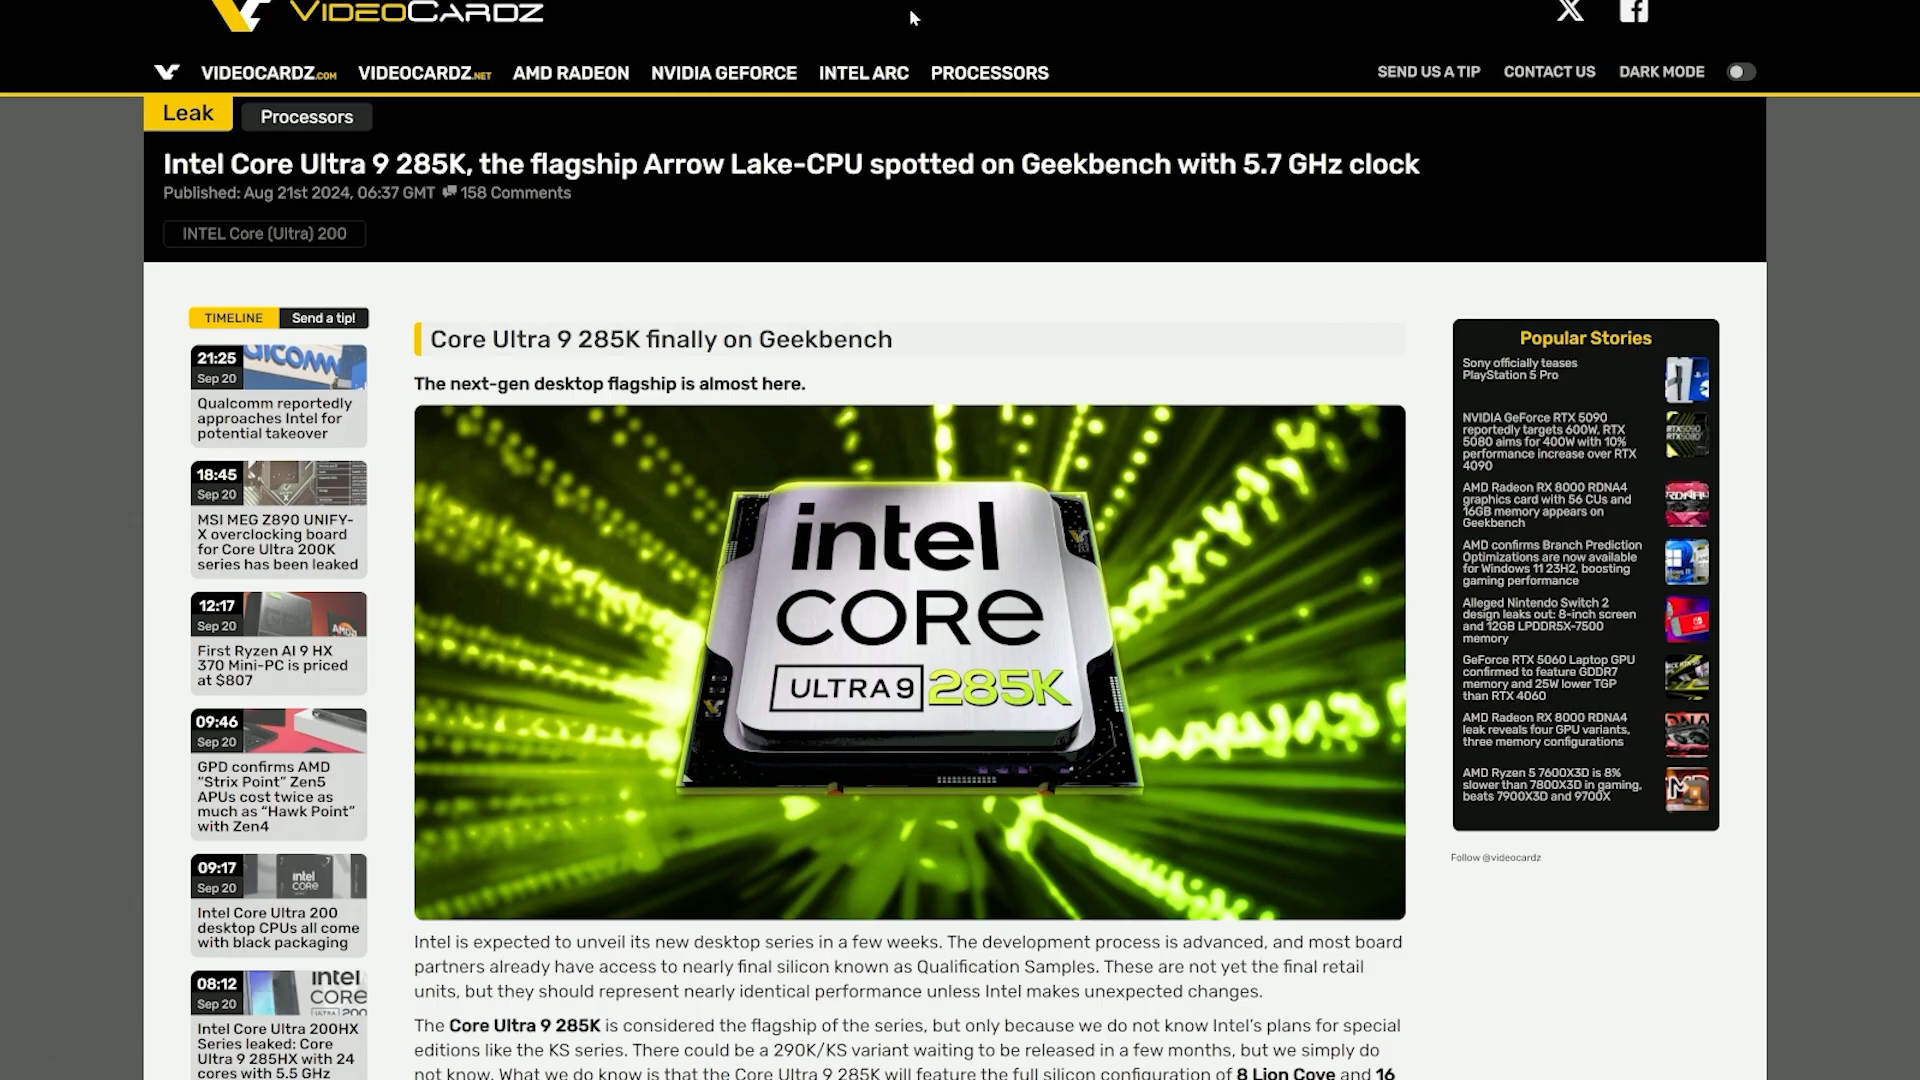 VIDEOCARDZ
VIDEOCARDZ.COM VIDEOCARDZ.NET AMD RADEON NVIDIA GEFORCE INTEL ARC PROCESSORS SEND US A TIP CONTACT US DARK MODE
Leak Processors
Intel Core Ultra 9 285K, the flagship Arrow Lake-CPU spotted on Geekbench with 5.7 GHz clock
Published: Aug 21st 2024, 06:37 GMT 158 Comments
INTEL Core (Ultra) 200
TIMELINE Send a tip!
21:25
Sep 20
Qualcomm reportedly
approaches Intel for
potential takeover
18:45
Sep 20
MSI MEG Z890 UNIFY-
X overclocking board
for Core Ultra 200K
series has been leaked
12:17
Sep 20
AMD
First Ryzen AI 9 HX
370 Mini-PC is priced
at $807
09:46
Sep 20
GPD confirms AMD
“Strix Point” Zen5
APUs cost twice as
much as “Hawk Point”
with Zen4
09:17
Sep 20
intel
CORE
Intel Core Ultra 200
desktop CPUs all come
with black packaging
08:12
Sep 20
intel
CORE
ULTRA 200
Intel Core Ultra 200HX
Series leaked: Core
Ultra 9 285HX with 24
cores with 5.5 GHz
Core Ultra 9 285K finally on Geekbench
The next-gen desktop flagship is almost here.
intel
CORE
ULTRA 9 285K
Intel is expected to unveil its new desktop series in a few weeks. The development process is advanced, and most board
partners already have access to nearly final silicon known as Qualification Samples. These are not yet the final retail
units, but they should represent nearly identical performance unless Intel makes unexpected changes.
The Core Ultra 9 285K is considered the flagship of the series, but only because we do not know Intel’s plans for special
editions like the KS series. There could be a 290K/KS variant waiting to be released in a few months, but we simply do
not know. What we do know is that the Core Ultra 9 285K will feature the full silicon configuration of 8 Lion Cove and 16
Popular Stories
Sony officially teases
PlayStation 5 Pro
NVIDIA GeForce RTX 5090
reportedly targets 600W, RTX
5080 aims for 400W with 10%
performance increase over RTX
4090
AMD Radeon RX 8000 RDNA4
graphics card with 56 CUs and
16GB memory appears on
Geekbench
AMD confirms Branch Prediction
Optimizations are now available
for Windows 11 23H2, boosting
gaming performance
Alleged Nintendo Switch 2
design leaks out: 8-inch screen
and 12GB LPDDR5X-7500
memory
GeForce RTX 5060 Laptop GPU
confirmed to feature GDDR7
memory and 25W lower TGP
than RTX 4060
AMD Radeon RX 8000 RDNA4
leak reveals four GPU variants,
three memory configurations
AMD Ryzen 5 7600X3D is 8%
slower than 7800X3D in gaming,
beats 7900X3D and 9700X
Follow @videocardz